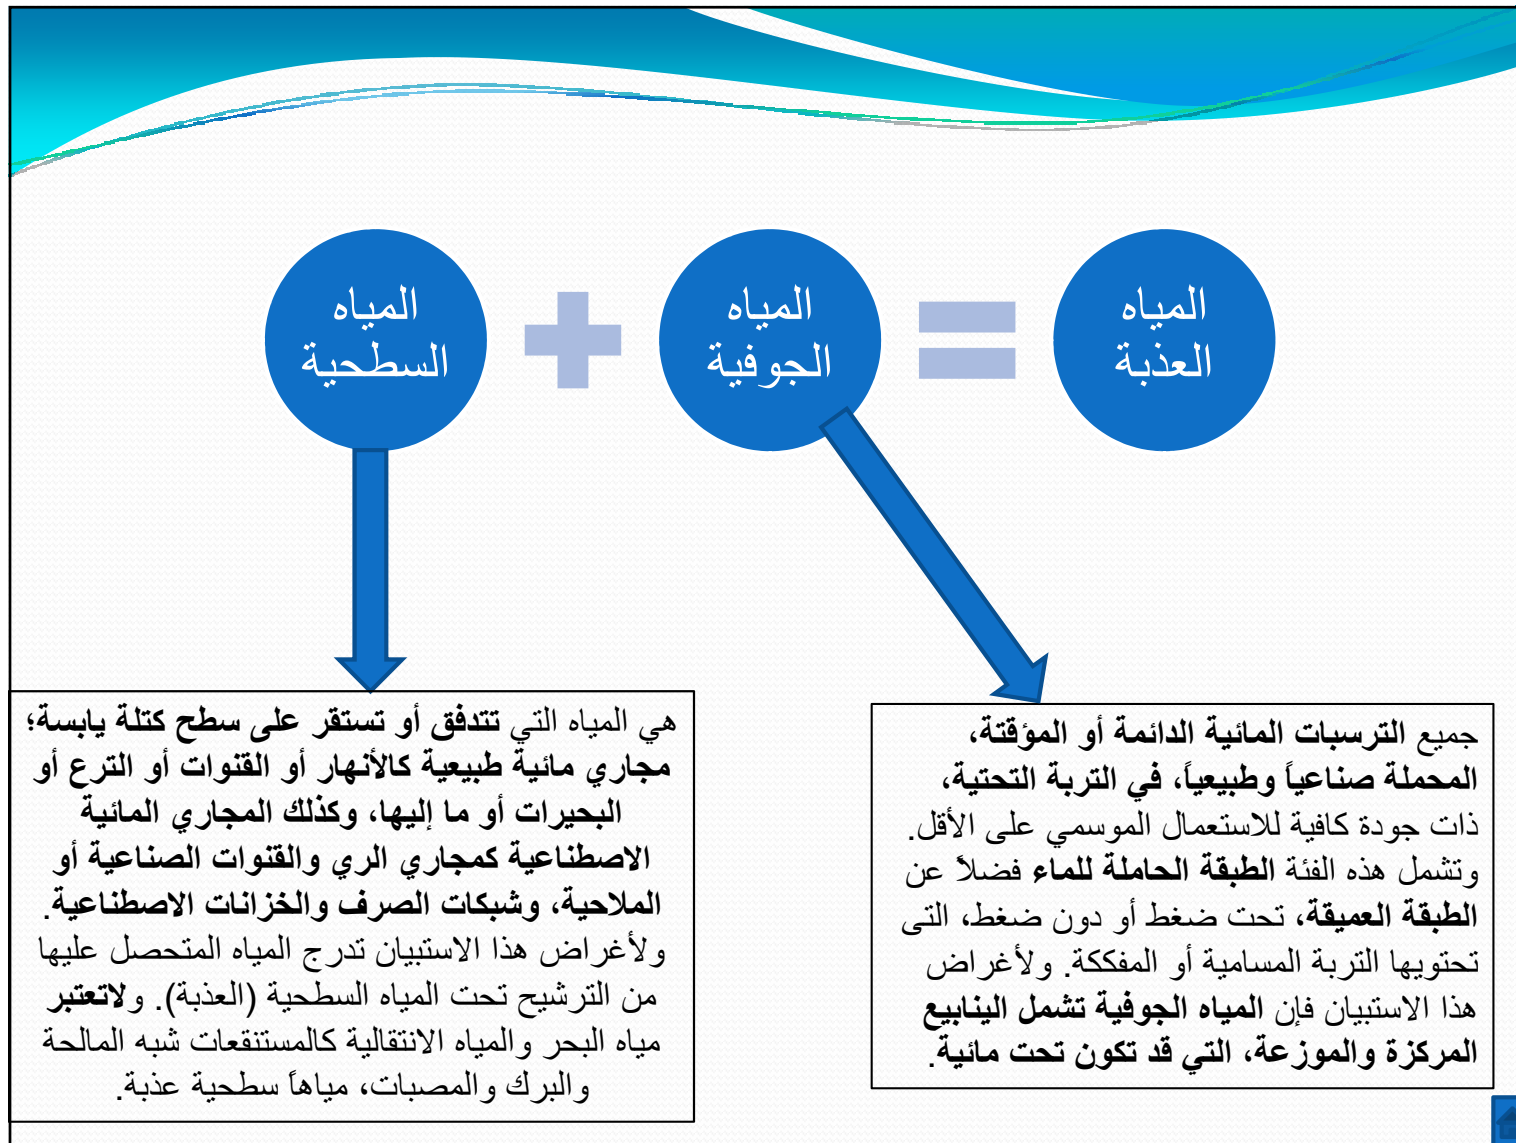 المياه
السطحية
المياه
الجوفية
المياه
العذبة
هي المياه التي تتدفق أو تستقر على سطح كتلة يابسة؛
مجاري مائية طبيعية كالأنهار أو القنوات أو الترع أو
البحيرات أو ما إليها، وكذلك المجاري المائية
الاصطناعية كمجاري الري والقنوات الصناعية أو
الملاحية، وشبكات الصرف والخزانات الاصطناعية.
ولأغراض هذا الاستبيان تدرج المياه المتحصل عليها
من الترشيح تحت المياه السطحية (العذبة). ولاتعتبر
مياه البحر والمياه الانتقالية كالمستنقعات شبه المالحة
والبرك والمصبات، مياهاً سطحية عذبة.
جميع الترسبات المائية الدائمة أو المؤقتة،
المحملة صناعياً وطبيعياً، في التربة التحتية،
ذات جودة كافية للاستعمال الموسمي على الأقل.
وتشمل هذه الفئة الطبقة الحاملة للماء فضلاً عن
الطبقة العميقة، تحت ضغط أو دون ضغط، التى
تحتويها التربة المسامية أو المفككة. ولأغراض
هذا الاستبيان فإن المياه الجوفية تشمل الينابيع
المركزة والموزعة، التي قد تكون تحت مائية.